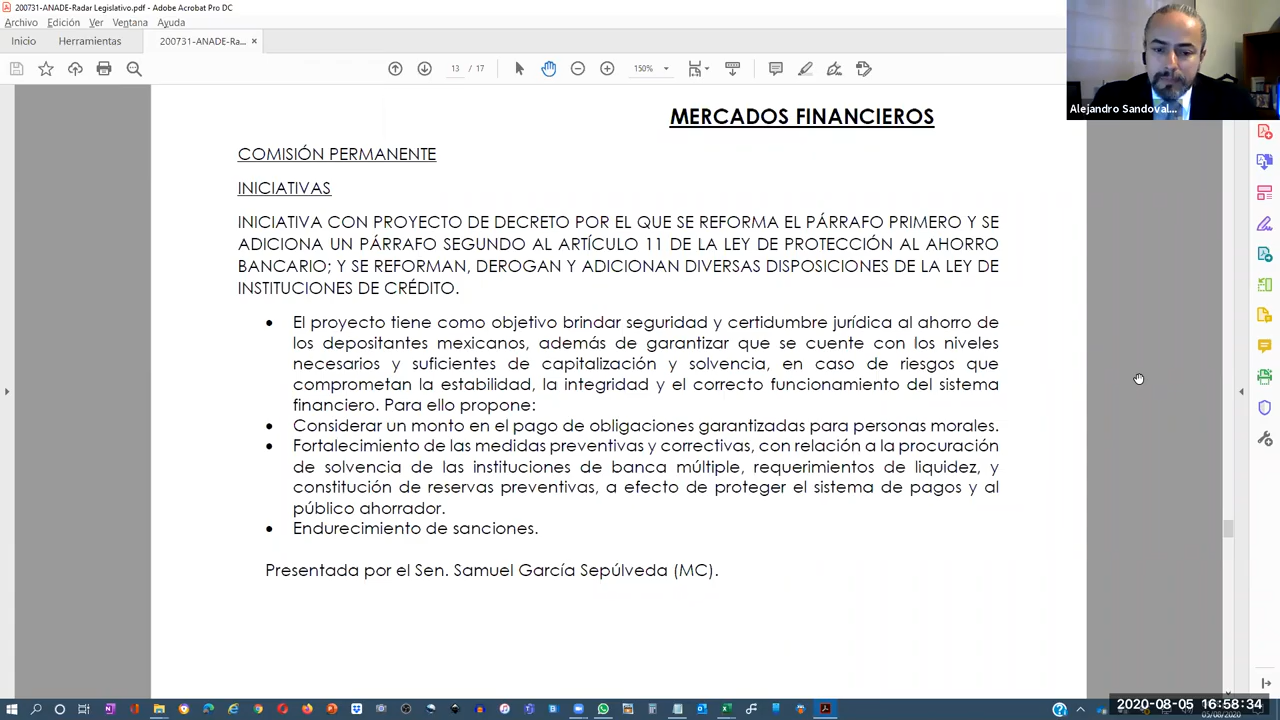 200731-ANADE-Radar Legislativo.pdf - Adobe Acrobat Pro DC
Archivo Edición Ver Ventana Ayuda
Inicio Herramientas 200731-ANADE-Ra... ×
13 / 17 150%
Alejandro Sandoval...
MERCADOS FINANCIEROS
COMISIÓN PERMANENTE
INICIATIVAS
INICIATIVA CON PROYECTO DE DECRETO POR EL QUE SE REFORMA EL PÁRRAFO PRIMERO Y SE
ADICIONA UN PÁRRAFO SEGUNDO AL ARTÍCULO 11 DE LA LEY DE PROTECCIÓN AL AHORRO
BANCARIO; Y SE REFORMAN, DEROGAN Y ADICIONAN DIVERSAS DISPOSICIONES DE LA LEY DE
INSTITUCIONES DE CRÉDITO.
• El proyecto tiene como objetivo brindar seguridad y certidumbre jurídica al ahorro de
los depositantes mexicanos, además de garantizar que se cuente con los niveles
necesarios y suficientes de capitalización y solvencia, en caso de riesgos que
comprometan la estabilidad, la integridad y el correcto funcionamiento del sistema
financiero. Para ello propone:
• Considerar un monto en el pago de obligaciones garantizadas para personas morales.
• Fortalecimiento de las medidas preventivas y correctivas, con relación a la procuración
de solvencia de las instituciones de banca múltiple, requerimientos de liquidez, y
constitución de reservas preventivas, a efecto de proteger el sistema de pagos y al
público ahorrador.
• Endurecimiento de sanciones.
Presentada por el Sen. Samuel García Sepúlveda (MC).
2020-08-05 16:58:34
05/08/2020